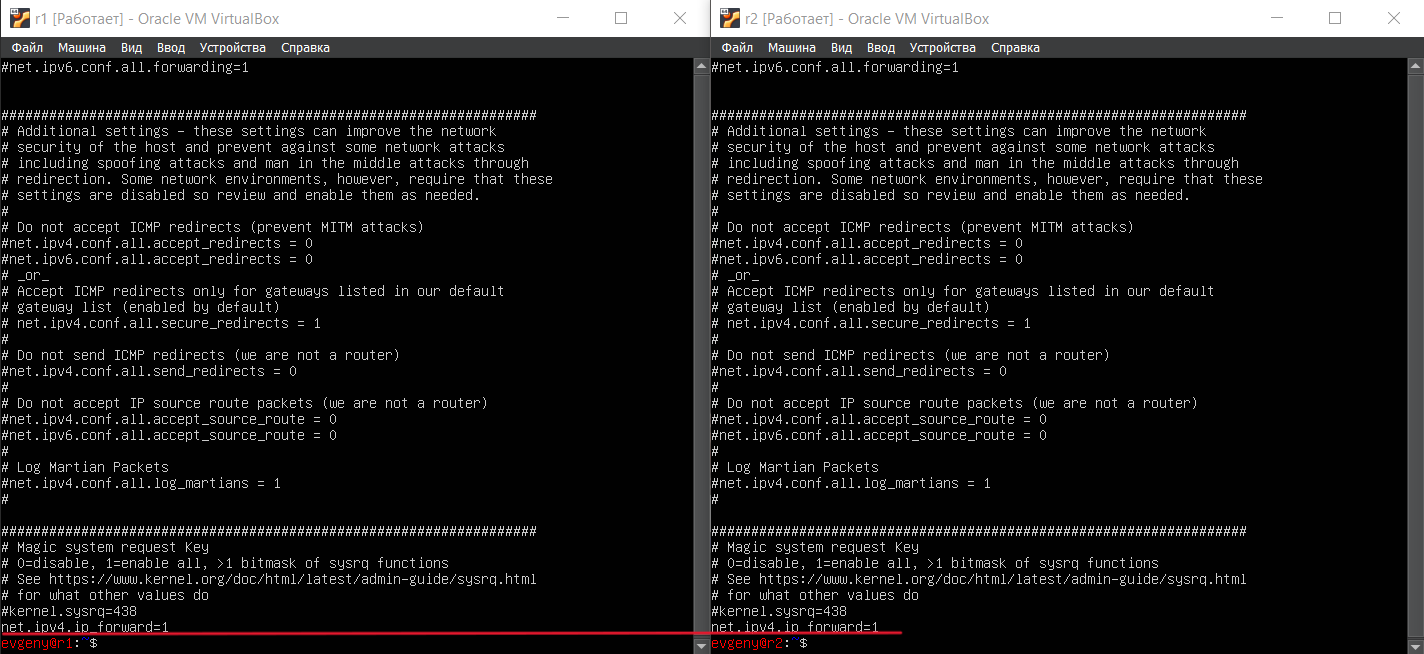 r1 [Работает] - Oracle VM VirtualBox
Файл Машина Вид Ввод Устройства Справка
#net.ipv6.conf.all.forwarding=1
###################################################################
# Additional settings – these settings can improve the network
# security of the host and prevent against some network attacks
# including spoofing attacks and man in the middle attacks through
# redirection. Some network environments, however, require that these
# settings are disabled so review and enable them as needed.
#
# Do not accept ICMP redirects (prevent MITM attacks)
#net.ipv4.conf.all.accept_redirects = 0
#net.ipv6.conf.all.accept_redirects = 0
# _or_
# Accept ICMP redirects only for gateways listed in our default
# gateway list (enabled by default)
# net.ipv4.conf.all.secure_redirects = 1
#
# Do not send ICMP redirects (we are not a router)
#net.ipv4.conf.all.send_redirects = 0
#
# Do not accept IP source route packets (we are not a router)
#net.ipv4.conf.all.accept_source_route = 0
#net.ipv6.conf.all.accept_source_route = 0
#
# Log Martian Packets
#net.ipv4.conf.all.log_martians = 1
#
###################################################################
# Magic system request Key
# 0=disable, 1=enable all, >1 bitmask of sysrq functions
# See https://www.kernel.org/doc/html/latest/admin-guide/sysrq.html
# for what other values do
#kernel.sysrq=438
net.ipv4.ip_forward=1
evgeny@r1:~$
r2 [Работает] - Oracle VM VirtualBox
Файл Машина Вид Ввод Устройства Справка
#net.ipv6.conf.all.forwarding=1
###################################################################
# Additional settings – these settings can improve the network
# security of the host and prevent against some network attacks
# including spoofing attacks and man in the middle attacks through
# redirection. Some network environments, however, require that these
# settings are disabled so review and enable them as needed.
#
# Do not accept ICMP redirects (prevent MITM attacks)
#net.ipv4.conf.all.accept_redirects = 0
#net.ipv6.conf.all.accept_redirects = 0
# _or_
# Accept ICMP redirects only for gateways listed in our default
# gateway list (enabled by default)
# net.ipv4.conf.all.secure_redirects = 1
#
# Do not send ICMP redirects (we are not a router)
#net.ipv4.conf.all.send_redirects = 0
#
# Do not accept IP source route packets (we are not a router)
#net.ipv4.conf.all.accept_source_route = 0
#net.ipv6.conf.all.accept_source_route = 0
#
# Log Martian Packets
#net.ipv4.conf.all.log_martians = 1
#
###################################################################
# Magic system request Key
# 0=disable, 1=enable all, >1 bitmask of sysrq functions
# See https://www.kernel.org/doc/html/latest/admin-guide/sysrq.html
# for what other values do
#kernel.sysrq=438
net.ipv4.ip_forward=1
evgeny@r2:~$